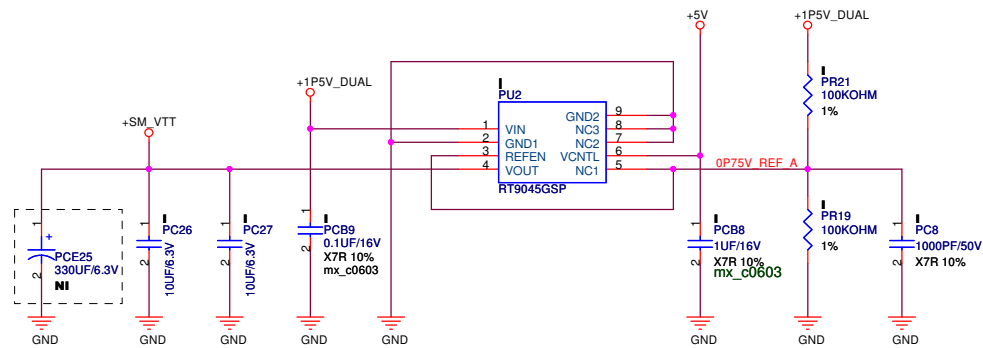 +5V
+1P5V_DUAL
I
PR21
100KOHM
1%
+1P5V_DUAL
I
PU2
+SM_VTT
1
2
3
4
VIN
GND1
REFEN
VOUT
GND2
NC3
NC2
VCNTL
NC1
9
8
7
6
5
RT9045GSP
0P75V_REF_A
1
2
+
PCE25
330UF/6.3V
NI
1
2
I
PC26
10UF/6.3V
1
2
I
PC27
10UF/6.3V
1
2
I
PCB9
0.1UF/16V
X7R 10%
mx_c0603
1
2
I
PCB8
1UF/16V
X7R 10%
mx_c0603
I
PR19
100KOHM
1%
1
2
I
PC8
1000PF/50V
X7R 10%
GND
GND
GND
GND
GND
GND
GND
GND